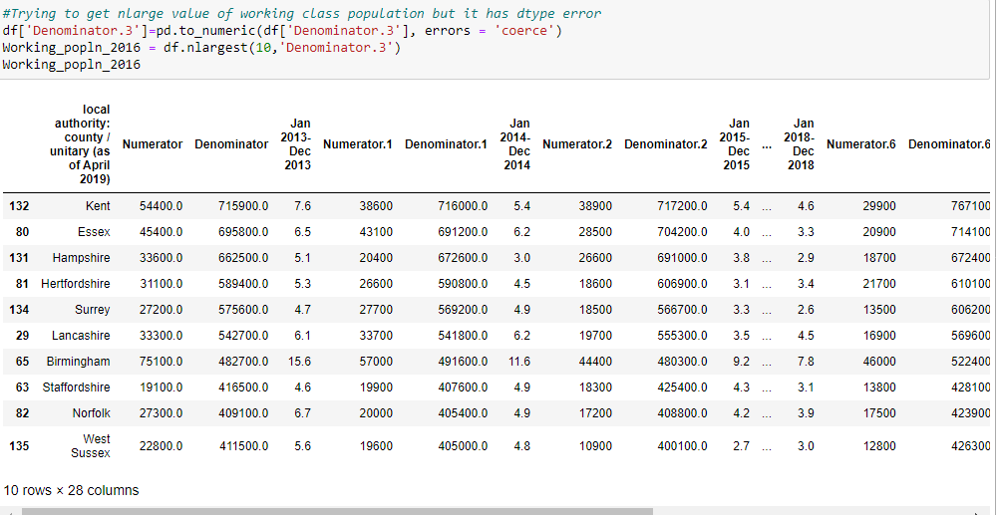 #Trying to get nlarge value of working class population but it has dtype error
df['Denominator.3']=pd.to_numeric(df['Denominator.3'], errors = 'coerce')
Working_popln_2016 = df.nlargest(10,'Denominator.3')
Working_popln_2016
local authority: county / unitary (as of April 2019) Numerator Denominator Jan 2013- Dec 2013 Numerator.1 Denominator.1 Jan 2014- Dec 2014 Numerator.2 Denominator.2 Jan 2015- Dec 2015 ... Jan 2018- Dec 2018 Numerator.6 Denominator.6
132 Kent 54400.0 715900.0 7.6 38600 716000.0 5.4 38900 717200.0 5.4 ... 4.6 29900 767100
80 Essex 45400.0 695800.0 6.5 43100 691200.0 6.2 28500 704200.0 4.0 ... 3.3 20900 714100
131 Hampshire 33600.0 662500.0 5.1 20400 672600.0 3.0 26600 691000.0 3.8 ... 2.9 18700 672400
81 Hertfordshire 31100.0 589400.0 5.3 26600 590800.0 4.5 18600 606900.0 3.1 ... 3.4 21700 610100
134 Surrey 27200.0 575600.0 4.7 27700 569200.0 4.9 18500 566700.0 3.3 ... 2.6 13500 606200
29 Lancashire 33300.0 542700.0 6.1 33700 541800.0 6.2 19700 555300.0 3.5 ... 4.5 16900 569600
65 Birmingham 75100.0 482700.0 15.6 57000 491600.0 11.6 44400 480300.0 9.2 ... 7.8 46000 522400
63 Staffordshire 19100.0 416500.0 4.6 19900 407600.0 4.9 18300 425400.0 4.3 ... 3.1 13800 428100
82 Norfolk 27300.0 409100.0 6.7 20000 405400.0 4.9 17200 408800.0 4.2 ... 3.9 17500 423900
135 West Sussex 22800.0 411500.0 5.6 19600 405000.0 4.8 10900 400100.0 2.7 ... 3.0 12800 426300
10 rows × 28 columns